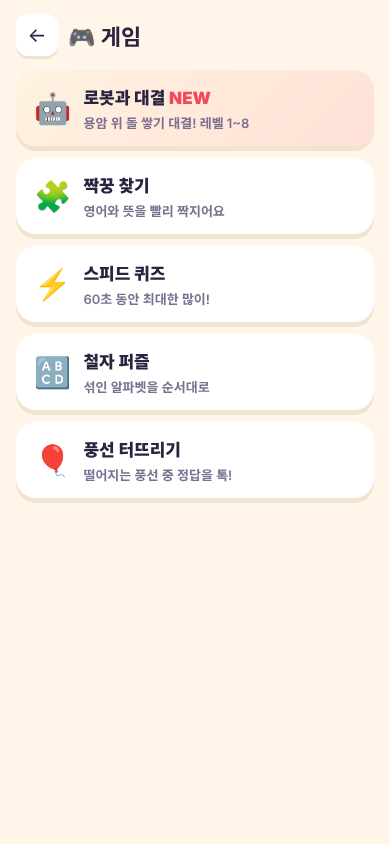 🎮 게임
로봇과 대결 NEW
용암 위 돌 쌓기 대결! 레벨 1~8
짝꿍 찾기
영어와 뜻을 빨리 짝지어요
스피드 퀴즈
60초 동안 최대한 많이!
철자 퍼즐
섞인 알파벳을 순서대로
풍선 터뜨리기
떨어지는 풍선 중 정답을 톡!